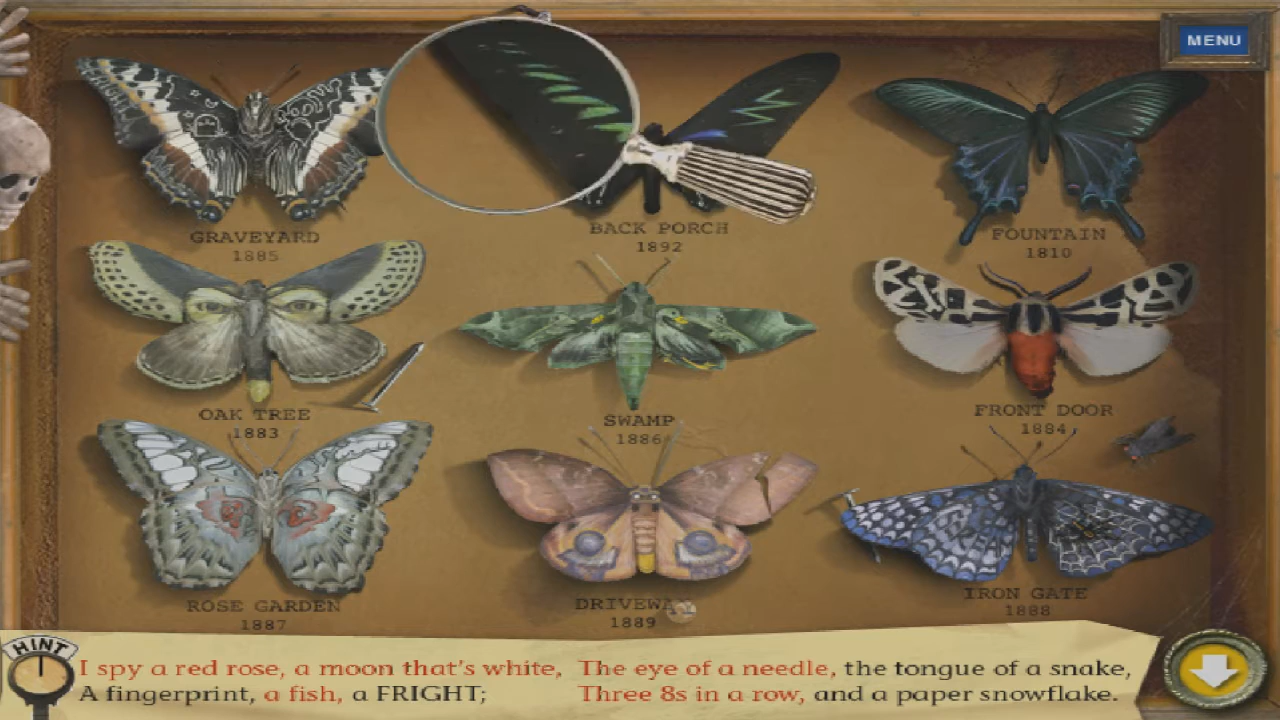 MENU
FRIGHT
GRAVEYARD
1885
BACK PORCH
1892
FOUNTAIN
1810
OAK TREE
1883
SWAMP
1886
FRONT DOOR
1884
ROSE GARDEN
1887
DRIVEWAY
1889
IRON GATE
1888
HINT
I spy a red rose, a moon that's white,
A fingerprint, a fish, a FRIGHT;
The eye of a needle, the tongue of a snake,
Three 8s in a row, and a paper snowflake.